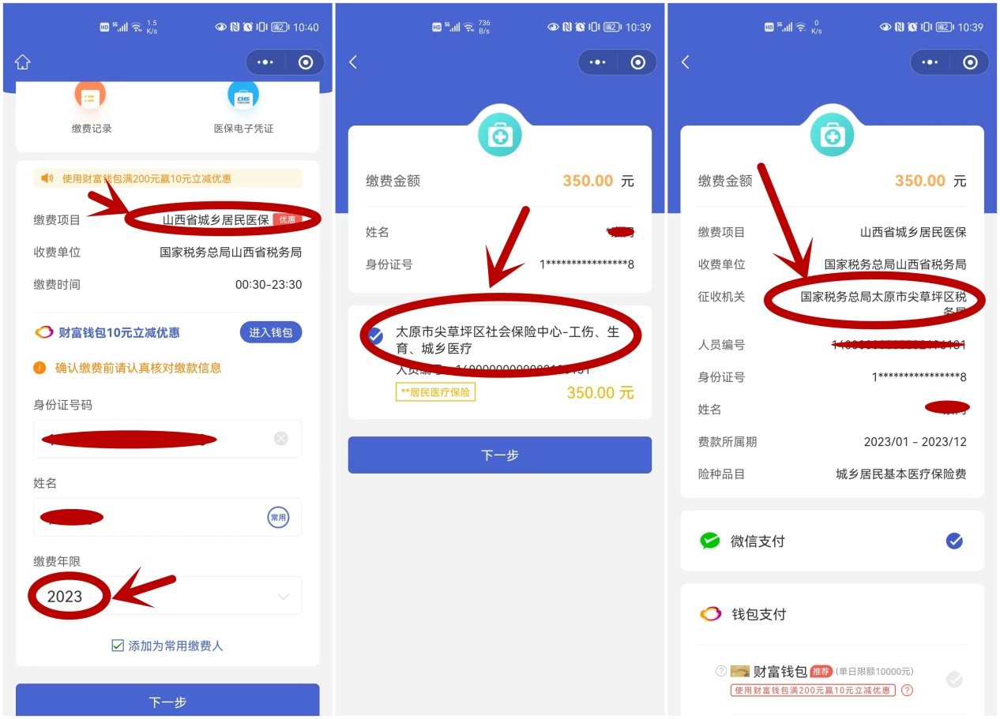 HD 5G 1.5 K/s 42 10:40
缴费记录 医保电子凭证
CHS
使用财富钱包满200元赢10元立减优惠
缴费项目 山西省城乡居民医保 优惠
收费单位 国家税务总局山西省税务局
缴费时间 00:30-23:30
财富钱包10元立减优惠 进入钱包
确认缴费前请认真核对缴款信息
身份证号码
姓名
常用
缴费年限
2023
添加为常用缴费人
下一步
HD 5G 736 B/s 42 10:39
缴费金额 350.00 元
姓名
身份证号 1****************8
太原市尖草坪区社会保险中心-工伤、生
育、城乡医疗
人员编号
**居民医疗保险 350.00 元
下一步
HD 5G 0 K/s 42 10:39
缴费金额 350.00 元
缴费项目 山西省城乡居民医保
收费单位 国家税务总局山西省税务局
征收机关 国家税务总局太原市尖草坪区税
务局
人员编号
身份证号 1****************8
姓名
费款所属期 2023/01 - 2023/12
险种品目 城乡居民基本医疗保险费
微信支付
钱包支付
? 财富钱包 推荐 (单日限额10000元)
使用财富钱包满200元赢10元立减优惠 ?